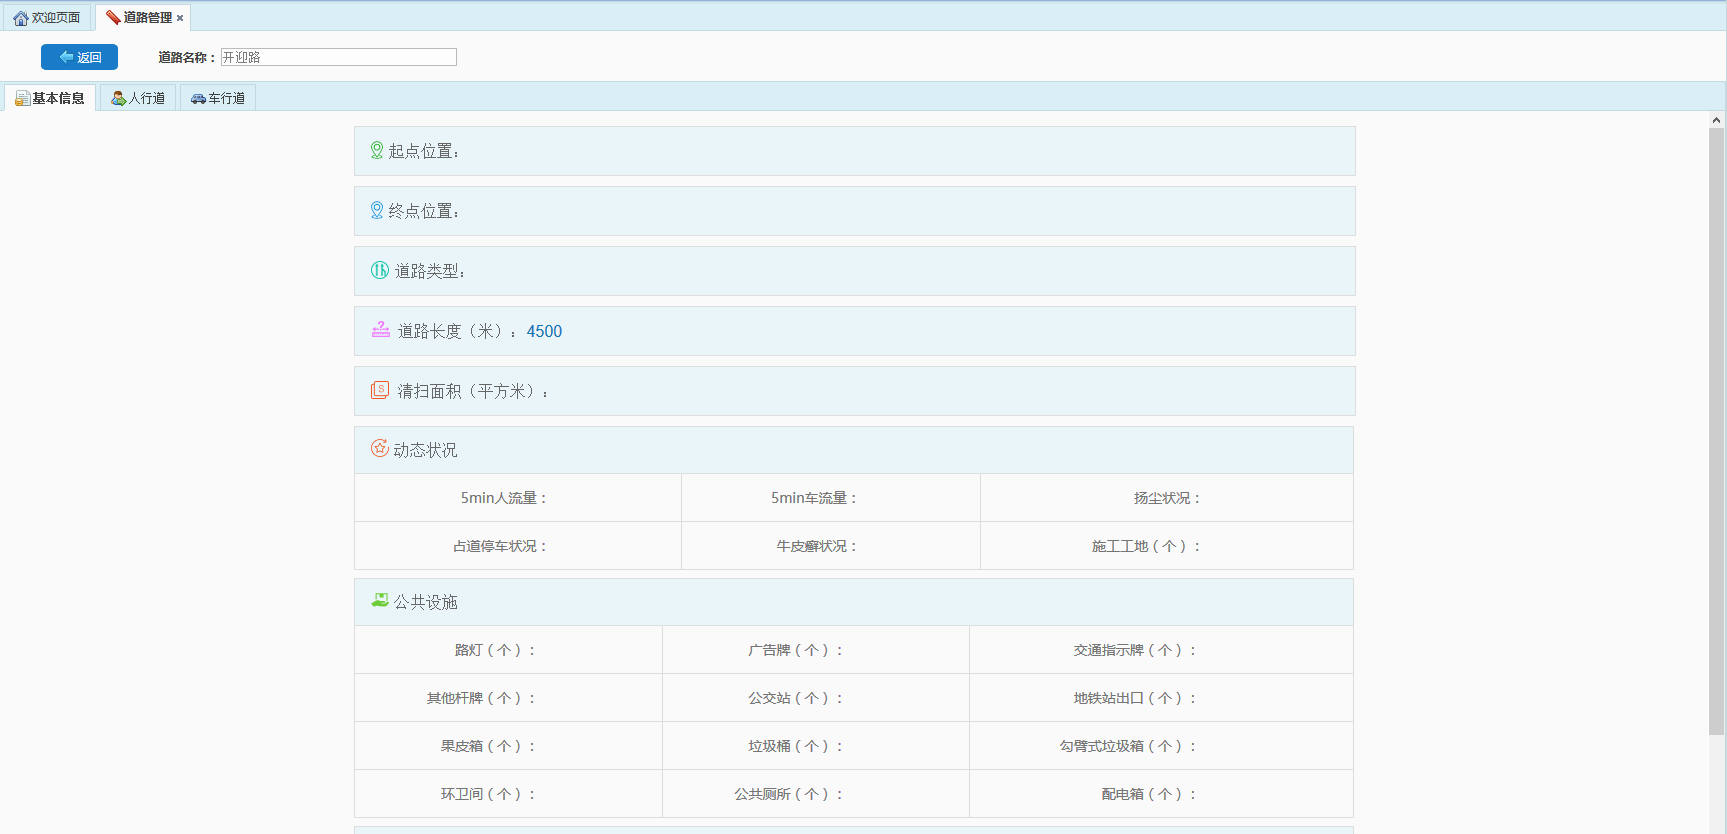 欢迎页面 道路管理 ×
返回 道路名称： 开迎路
基本信息 人行道 车行道
起点位置：
终点位置：
道路类型：
道路长度（米）：4500
清扫面积（平方米）：
动态状况
5min人流量： 5min车流量： 扬尘状况：
占道停车状况： 牛皮癣状况： 施工工地（个）：
公共设施
路灯（个）： 广告牌（个）： 交通指示牌（个）：
其他杆牌（个）： 公交站（个）： 地铁站出口（个）：
果皮箱（个）： 垃圾桶（个）： 勾臂式垃圾箱（个）：
环卫间（个）： 公共厕所（个）： 配电箱（个）：